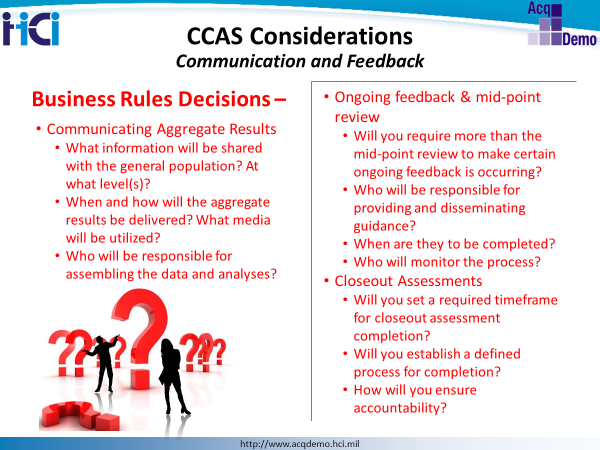 HCI
Acq
Demo
CCAS Considerations
Communication and Feedback
Business Rules Decisions –
• Communicating Aggregate Results
• What information will be shared
with the general population? At
what level(s)?
• When and how will the aggregate
results be delivered? What media
will be utilized?
• Who will be responsible for
assembling the data and analyses?
• Ongoing feedback & mid-point
review
• Will you require more than the
mid-point review to make certain
ongoing feedback is occurring?
• Who will be responsible for
providing and disseminating
guidance?
• When are they to be completed?
• Who will monitor the process?
• Closeout Assessments
• Will you set a required timeframe
for closeout assessment
completion?
• Will you establish a defined
process for completion?
• How will you ensure
accountability?
http://www.acqdemo.hci.mil